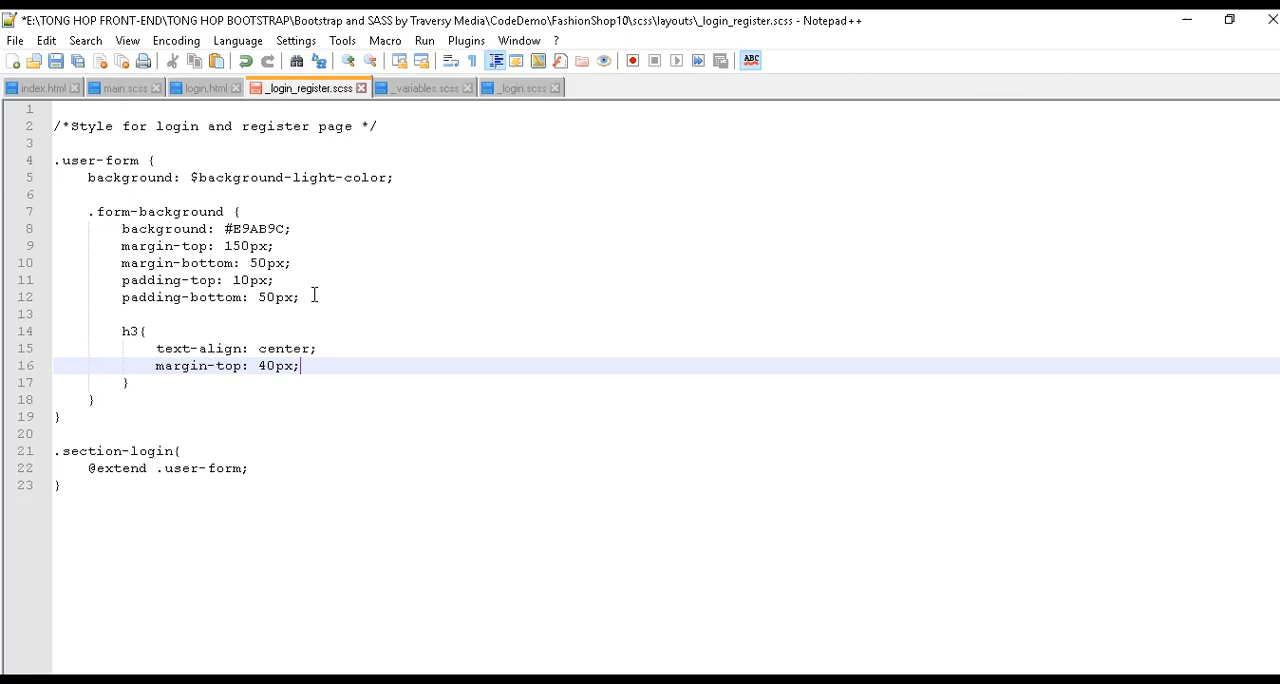 *E:\TONG HOP FRONT-END\TONG HOP BOOTSTRAP\Bootstrap and SASS by Traversy Media\CodeDemo\FashionShop10\scss\layouts\_login_register.scss - Notepad++
File Edit Search View Encoding Language Settings Tools Macro Run Plugins Window ?
ABC
index.html main.scss login.html _login_register.scss _variables.scss _login.scss
1
2 /*Style for login and register page */
3
4 .user-form {
5 background: $background-light-color;
6
7 .form-background {
8 background: #E9AB9C;
9 margin-top: 150px;
10 margin-bottom: 50px;
11 padding-top: 10px;
12 padding-bottom: 50px;
13
14 h3{
15 text-align: center;
16 margin-top: 40px;
17 }
18 }
19 }
20
21 .section-login{
22 @extend .user-form;
23 }